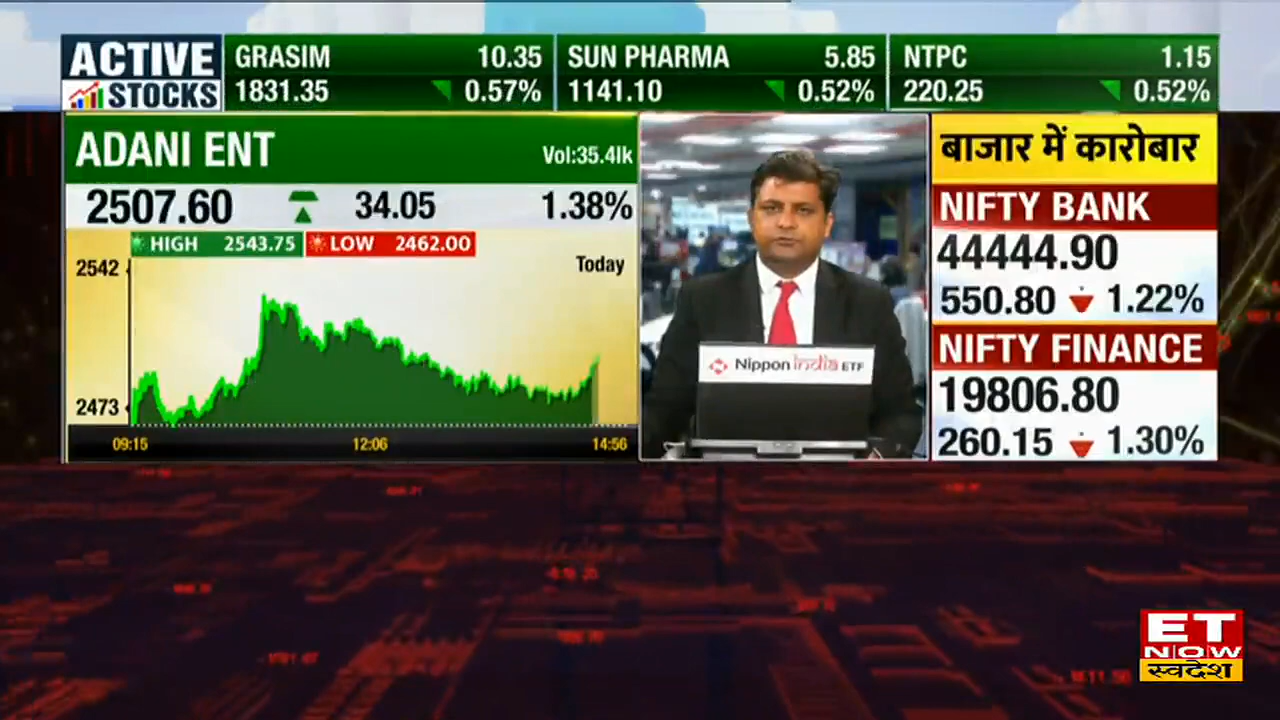 ACTIVE STOCKS
GRASIM 10.35
1831.35 0.57%
SUN PHARMA 5.85
1141.10 0.52%
NTPC 1.15
220.25 0.52%
ADANI ENT Vol:35.4lk
2507.60 34.05 1.38%
HIGH 2543.75 LOW 2462.00
Today
2542
2473
09:15 12:06 14:56
Nippon india ETF
बाजार में कारोबार
NIFTY BANK
44444.90
550.80 1.22%
NIFTY FINANCE
19806.80
260.15 1.30%
ET
NOW
स्वदेश